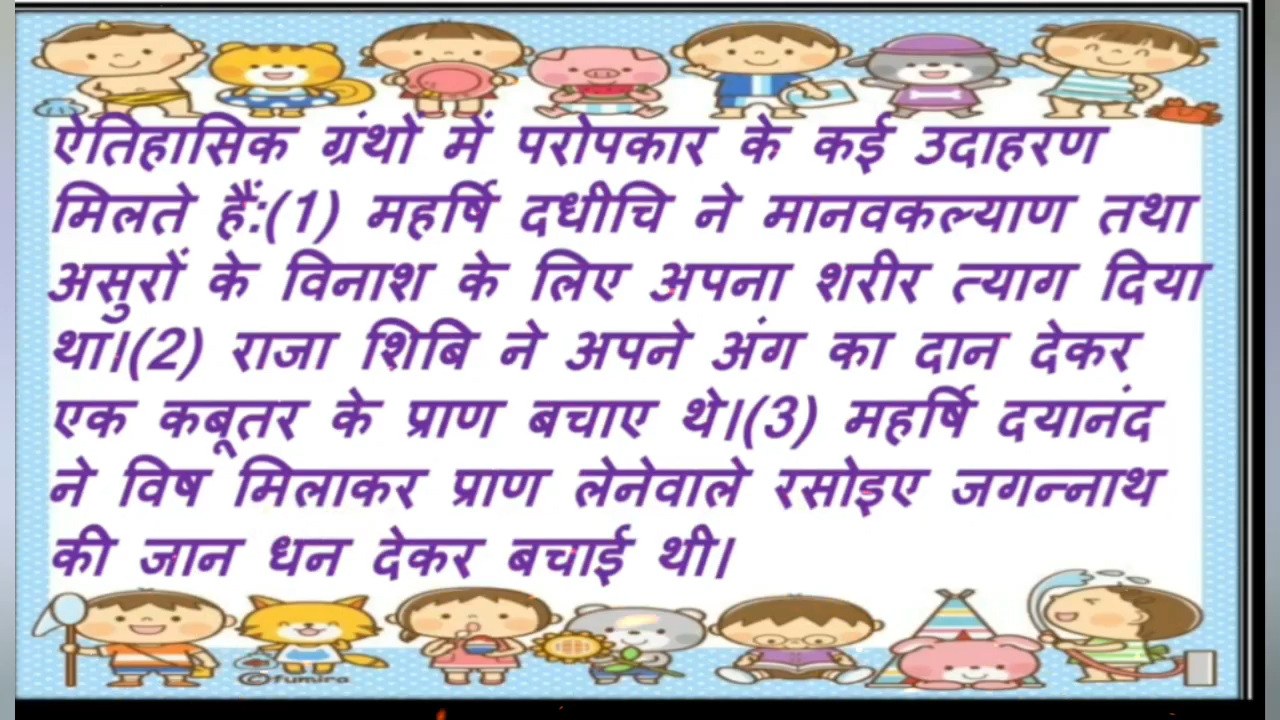 ऐतिहासिक ग्रंथो में परोपकार के कई उदाहरण
मिलते हैं:(1) महर्षि दधीचि ने मानवकल्याण तथा
असुरों के विनाश के लिए अपना शरीर त्याग दिया
था।(2) राजा शिबि ने अपने अंग का दान देकर
एक कबूतर के प्राण बचाए थे।(3) महर्षि दयानंद
ने विष मिलाकर प्राण लेनेवाले रसोइए जगन्नाथ
की जान धन देकर बचाई थी।
©fumira